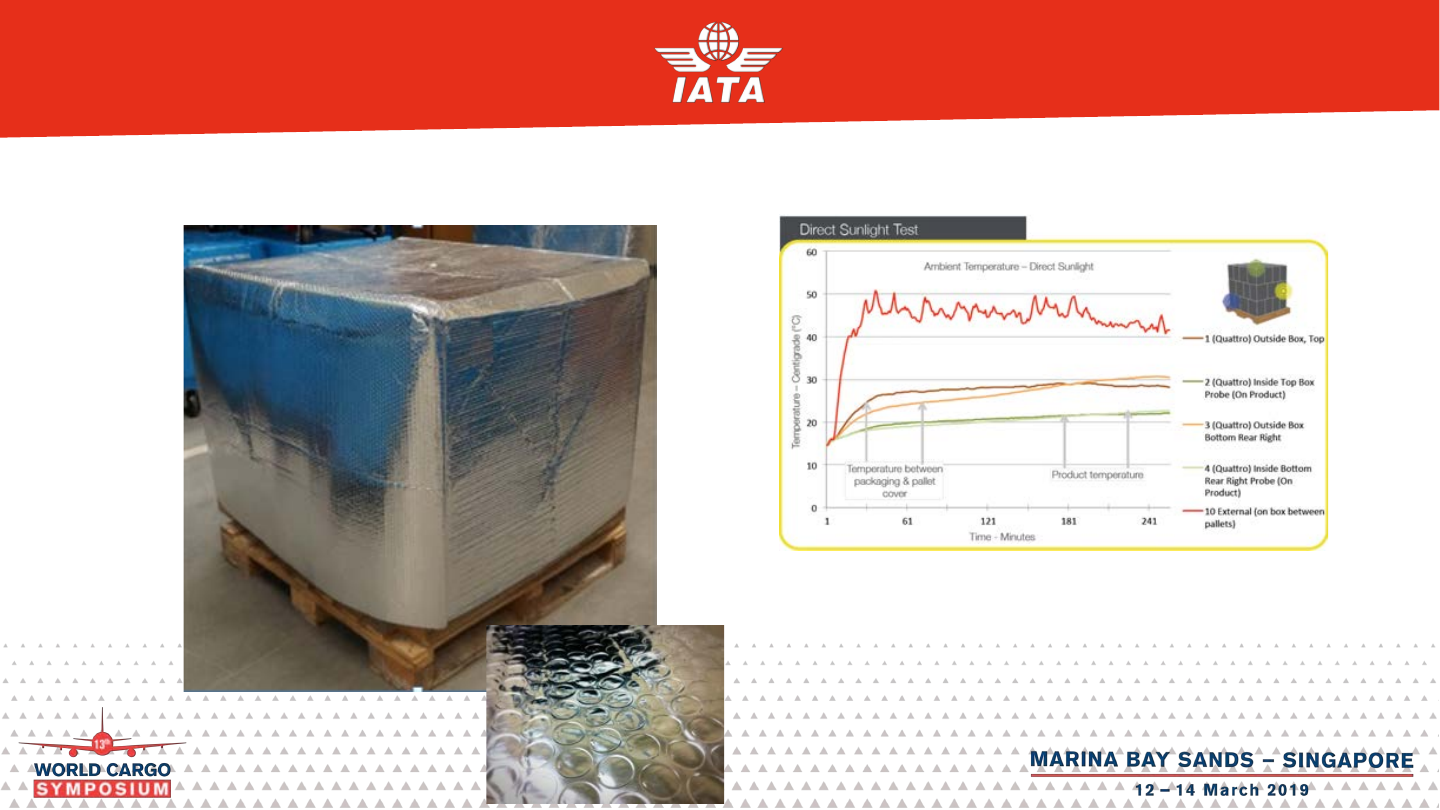 IATA
Direct Sunlight Test
Ambient Temperature – Direct Sunlight
60
50
40
30
20
10
0
Temperature – Centigrade (°C)
1
61
121
181
241
Time - Minutes
Temperature between
packaging & pallet
cover
Product temperature
1 (Quattro) Outside Box, Top
2 (Quattro) Inside Top Box
Probe (On Product)
3 (Quattro) Outside Box
Bottom Rear Right
4 (Quattro) Inside Bottom
Rear Right Probe (On
Product)
10 External (on box between
pallets)
13th
WORLD CARGO
SYMPOSIUM
MARINA BAY SANDS – SINGAPORE
12 – 14 March 2019